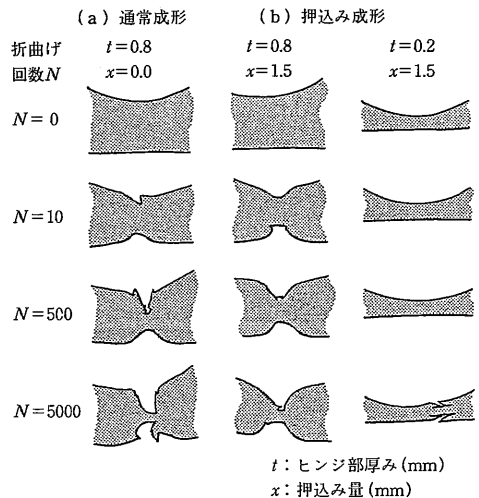 (a) 通常成形 (b) 押込み成形
折曲げ t=0.8 t=0.8 t=0.2
回数N x=0.0 x=1.5 x=1.5
N=0
N=10
N=500
N=5000
t:ヒンジ部厚み(mm)
x:押込み量(mm)